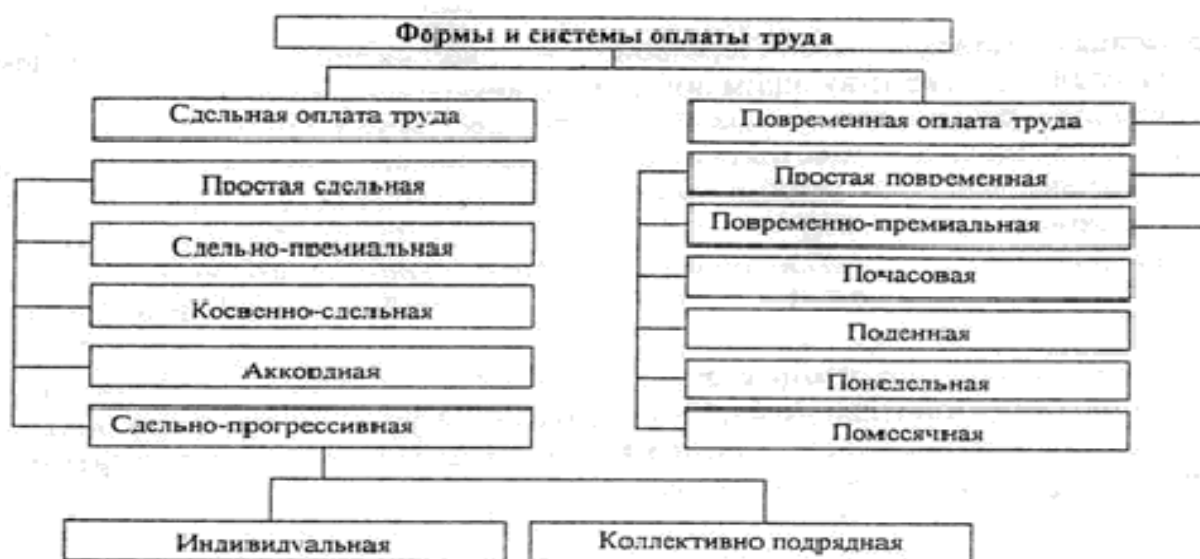 Формы и системы оплаты труда
Сдельная оплата труда
Простая сдельная
Сдельно-премиальная
Косвенно-сдельная
Аккордная
Сдельно-прогрессивная
Индивидуальная
Коллективно подрядная
Повременная оплата труда
Простая повременная
Повременно-премиальная
Почасовая
Поденная
Понедельная
Помесячная